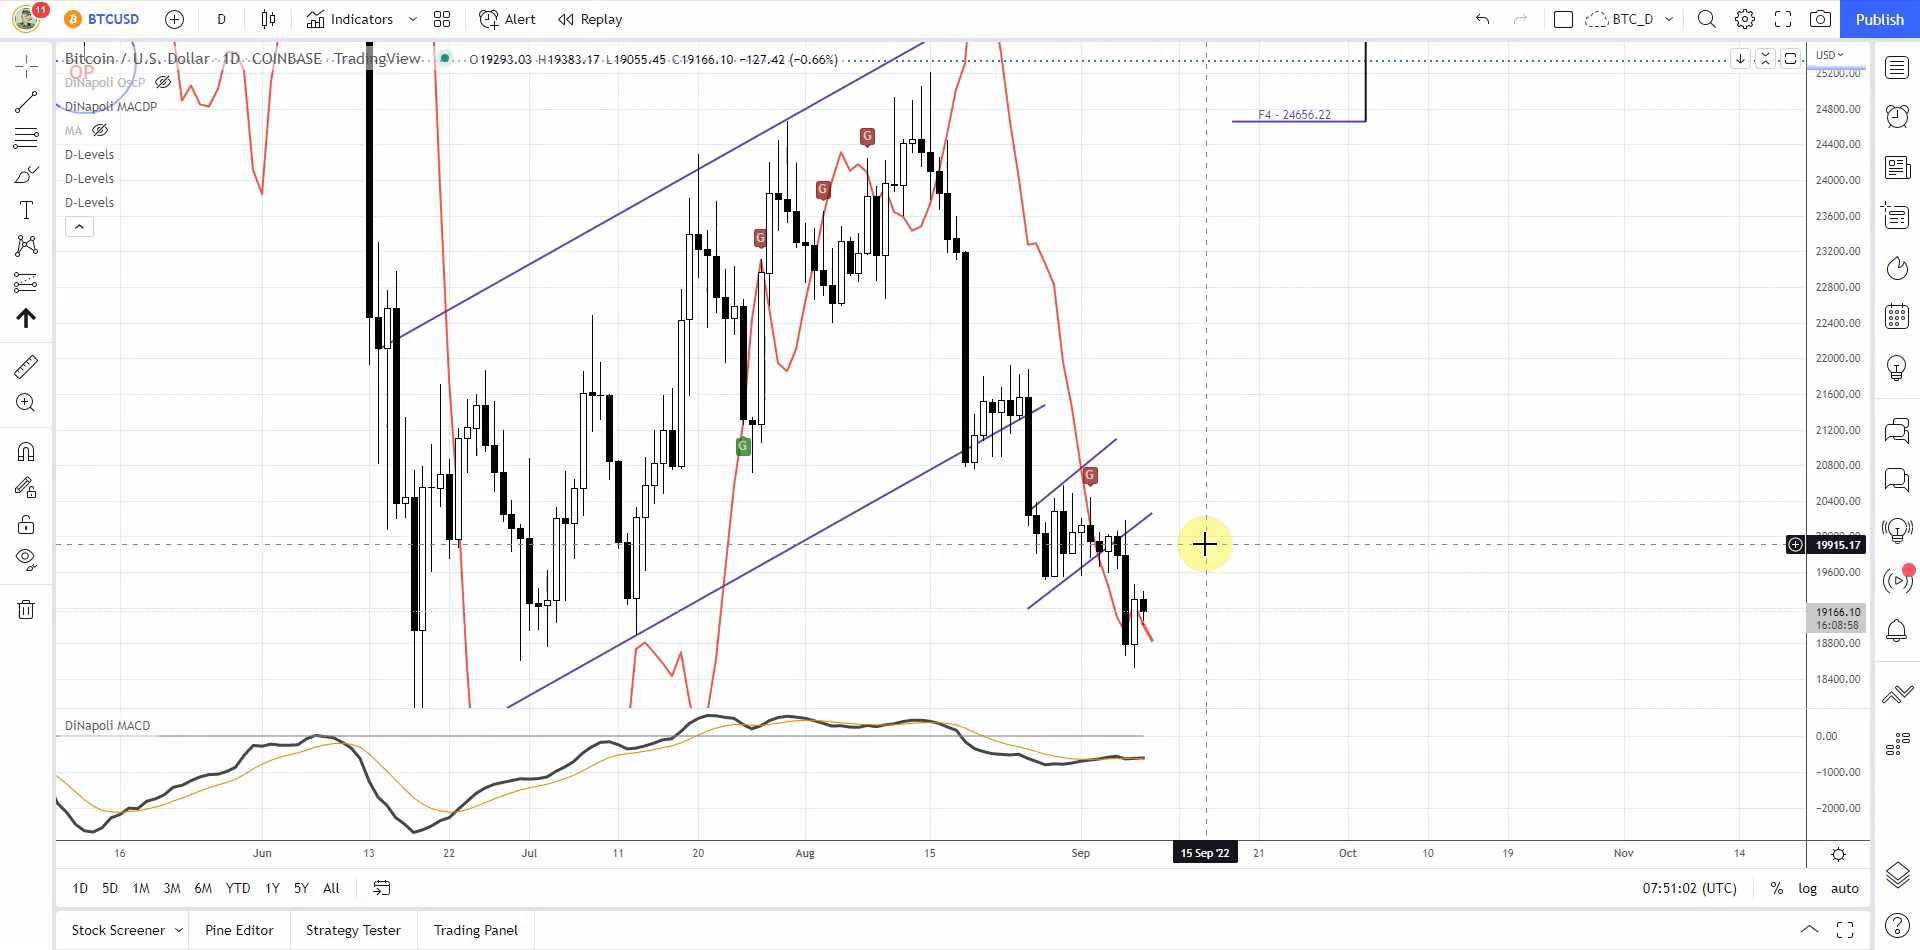 11
BTCUSD
D
Indicators
Alert
Replay
BTC_D
Publish
Bitcoin / U.S. Dollar · 1D · COINBASE · TradingView
O19293.03 H19383.17 L19055.45 C19166.10 −127.42 (−0.66%)
USD
OP
DiNapoli OscP
DiNapoli MACDP
MA
D-Levels
D-Levels
D-Levels
F4 - 24656.22
G
G
G
G
G
25200.00
24800.00
24400.00
24000.00
23600.00
23200.00
22800.00
22400.00
22000.00
21600.00
21200.00
20800.00
20400.00
19915.17
19600.00
19166.10
16:08:58
18800.00
18400.00
DiNapoli MACD
0.00
−1000.00
−2000.00
16 Jun 13 22 Jul 11 20 Aug 15 Sep 15 Sep '22 21 Oct 10 19 Nov 14
1D 5D 1M 3M 6M YTD 1Y 5Y All
07:51:02 (UTC) % log auto
Stock Screener Pine Editor Strategy Tester Trading Panel